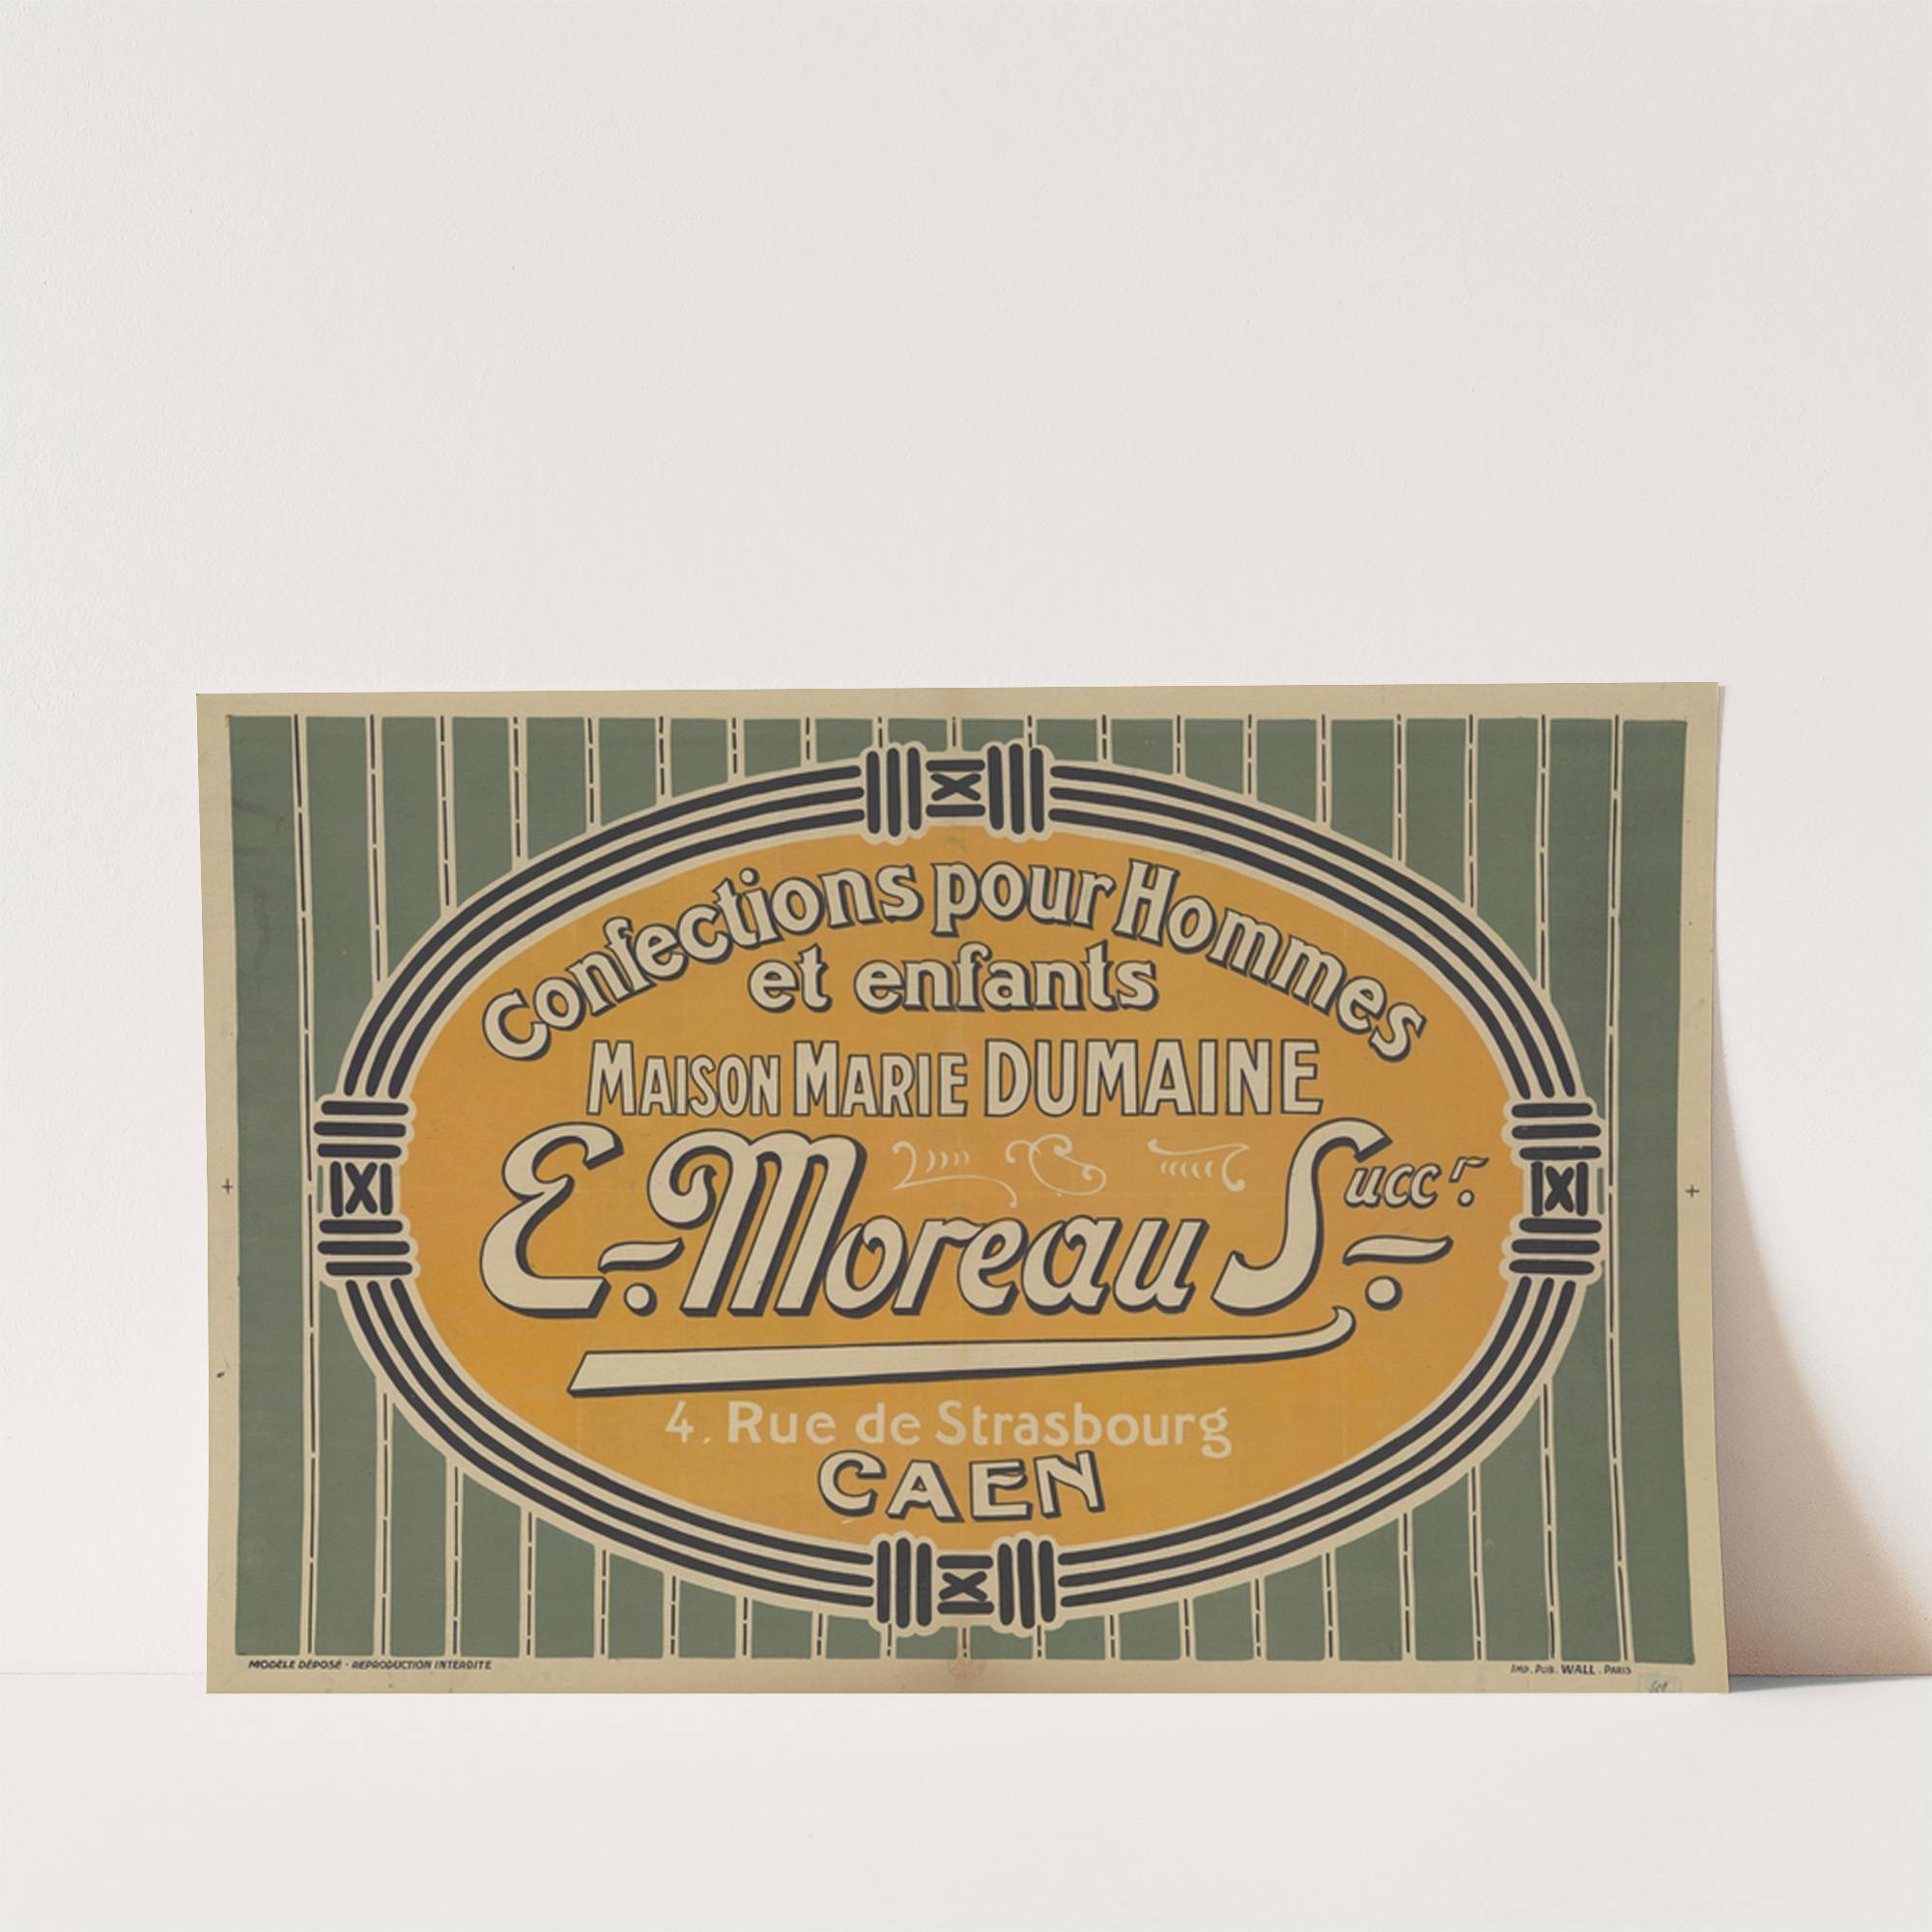 Confections pour Hommes
et enfants
MAISON MARIE DUMAINE
E. Moreau Succr.
4, Rue de Strasbourg
CAEN
MODÈLE DÉPOSÉ - REPRODUCTION INTERDITE
IMP. PUB. WALL. PARIS